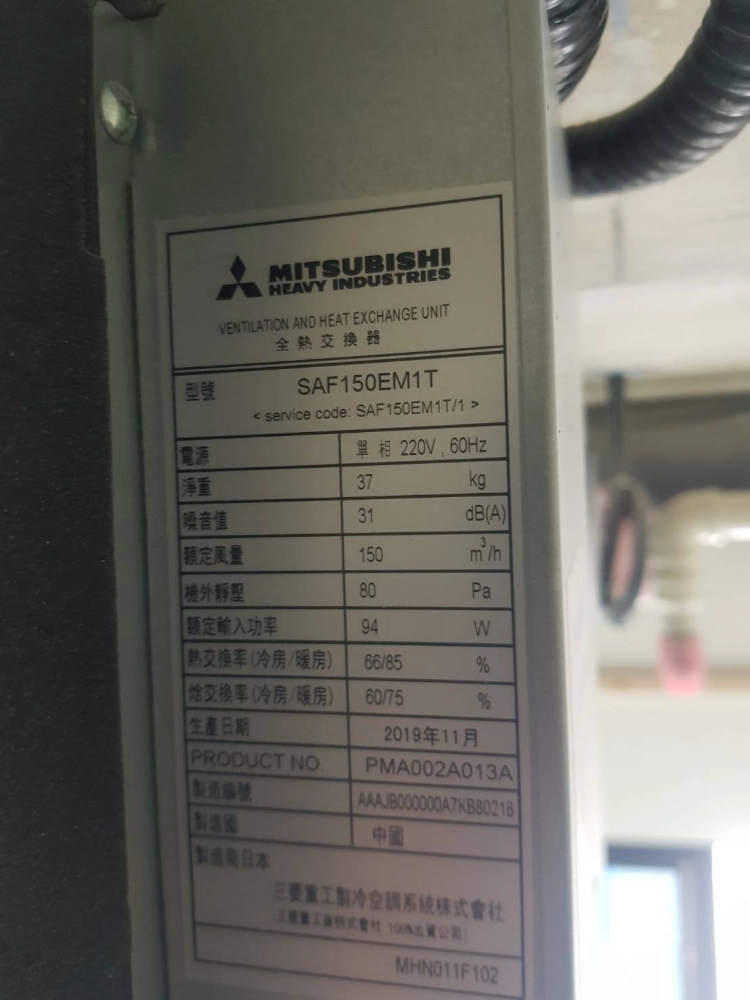 MITSUBISHI
HEAVY INDUSTRIES
VENTILATION AND HEAT EXCHANGE UNIT
全熱交換器
型號 SAF150EM1T
< service code: SAF150EM1T/1 >
電源 單相 220V , 60Hz
淨重 37 kg
噪音值 31 dB(A)
額定風量 150 m³/h
機外靜壓 80 Pa
額定輸入功率 94 W
熱交換率(冷房/暖房) 66/85 %
焓交換率(冷房/暖房) 60/75 %
生產日期 2019年11月
PRODUCT NO. PMA002A013A
製造編號 AAAJB000000A7KB80218
製造國 中國
製造商日本
三菱重工製冷空調系統株式會社
(三菱重工業株式會社 100%出資公司)
MHN011F102